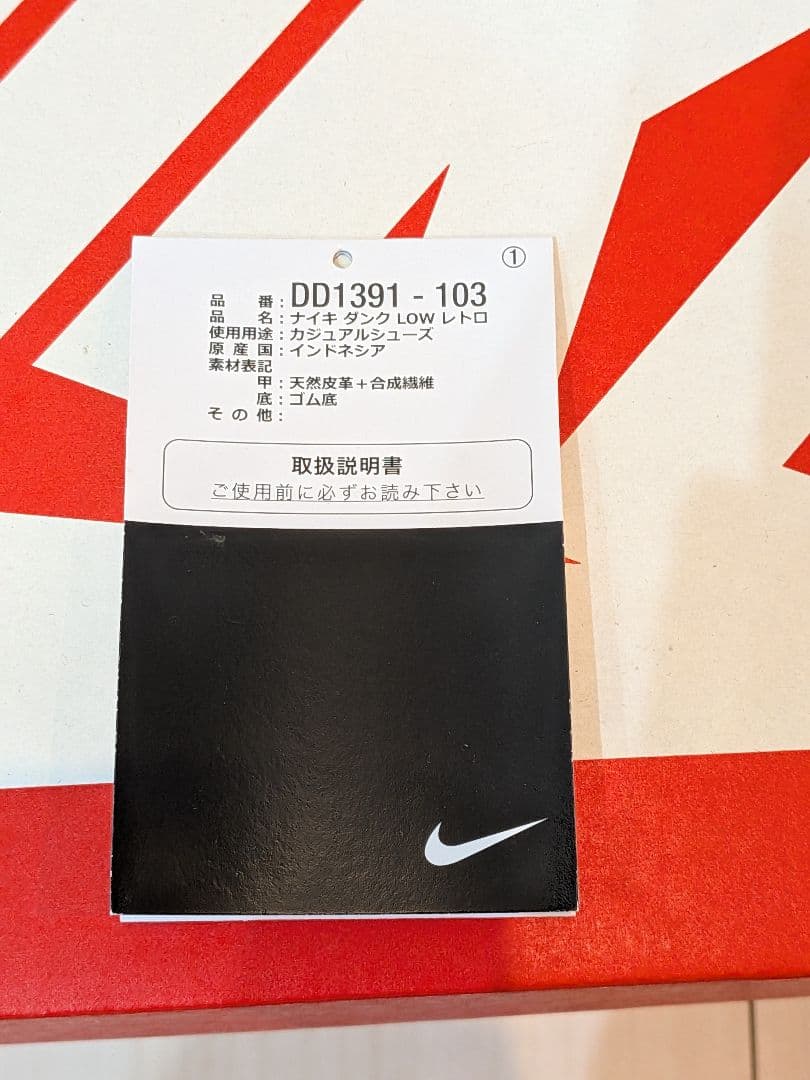 ①
品番：DD1391 - 103
品名：ナイキ ダンク LOW レトロ
使用用途：カジュアルシューズ
原産国：インドネシア
素材表記
甲：天然皮革＋合成繊維
底：ゴム底
その他：
取扱説明書
ご使用前に必ずお読み下さい